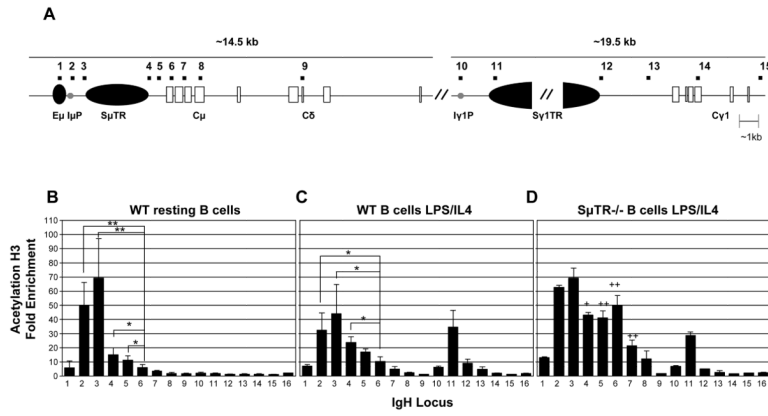 A
~14.5 kb
~19.5 kb
1 2 3 4 5 6 7 8 9 10 11 12 13 14 15
Eμ IμP SμTR Cμ Cδ Iγ1P Sγ1TR Cγ1
~1kb
B WT resting B cells
C WT B cells LPS/IL4
D SμTR-/- B cells LPS/IL4
Acetylation H3
Fold Enrichment
110
100
90
80
70
60
50
40
30
20
10
0
**
**
*
*
*
*
*
+ ++ ++ ++
1 2 3 4 5 6 7 8 9 10 11 12 13 14 15 16
1 2 3 4 5 6 7 8 9 10 11 12 13 14 15 16
1 2 3 4 5 6 7 8 9 10 11 12 13 14 15 16
IgH Locus